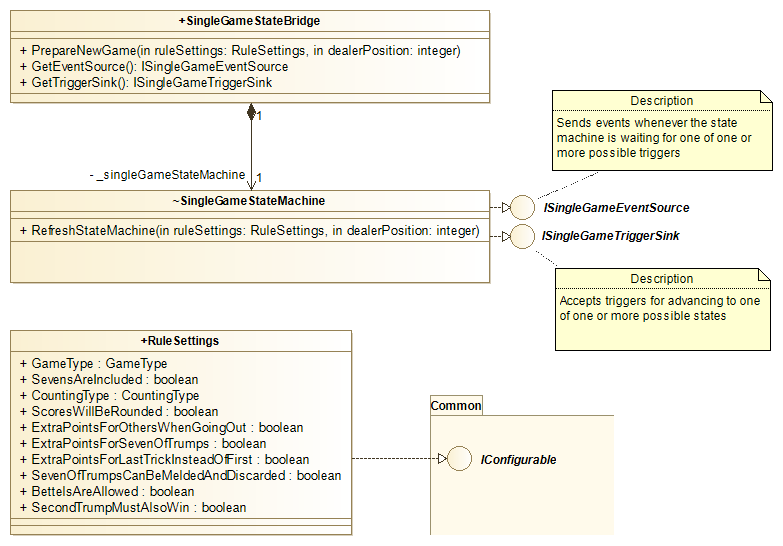 +SingleGameStateBridge
+ PrepareNewGame(in ruleSettings: RuleSettings, in dealerPosition: integer)
+ GetEventSource(): ISingleGameEventSource
+ GetTriggerSink(): ISingleGameTriggerSink
1
- _singleGameStateMachine
1
Description
Sends events whenever the state
machine is waiting for one of one or
more possible triggers
~SingleGameStateMachine
+ RefreshStateMachine(in ruleSettings: RuleSettings, in dealerPosition: integer)
ISingleGameEventSource
ISingleGameTriggerSink
Description
Accepts triggers for advancing to one
of one or more possible states
+RuleSettings
+ GameType : GameType
+ SevensAreIncluded : boolean
+ CountingType : CountingType
+ ScoresWillBeRounded : boolean
+ ExtraPointsForOthersWhenGoingOut : boolean
+ ExtraPointsForSevenOfTrumps : boolean
+ ExtraPointsForLastTrickInsteadOfFirst : boolean
+ SevenOfTrumpsCanBeMeldedAndDiscarded : boolean
+ BettelsAreAllowed : boolean
+ SecondTrumpMustAlsoWin : boolean
Common
IConfigurable